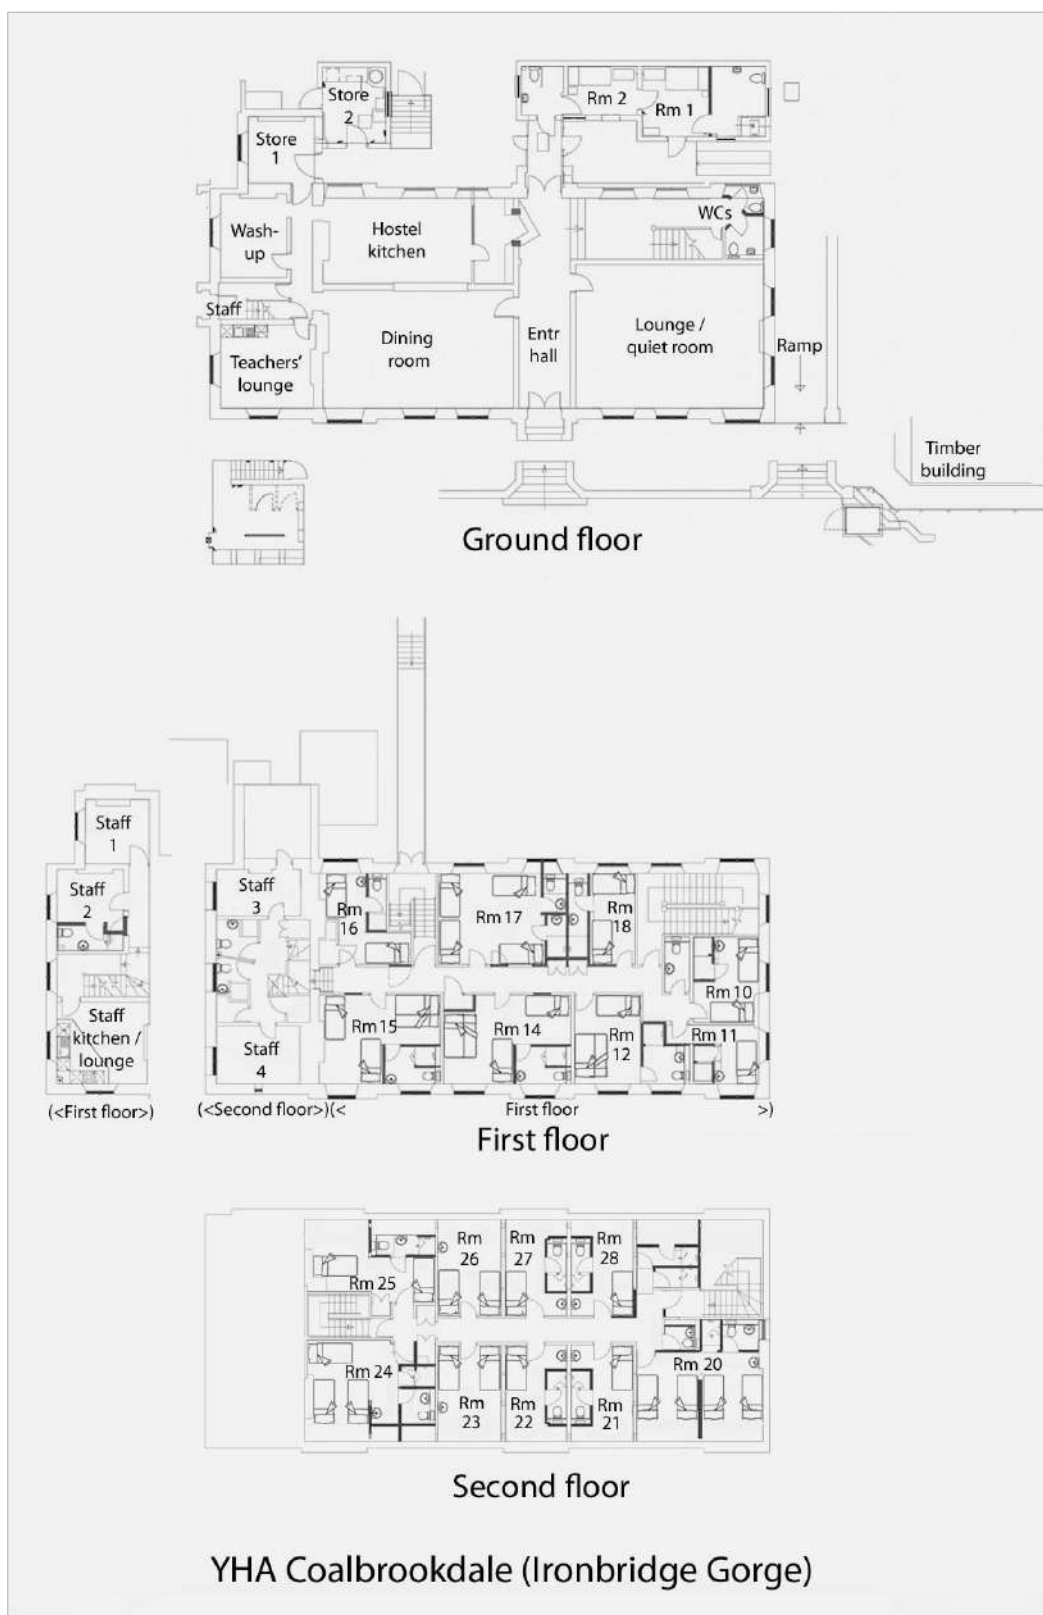 Store
2
Rm 2
Rm 1
Store
1
WCs
Wash-
up
Hostel
kitchen
Staff
Dining
room
Entr
hall
Lounge /
quiet room
Ramp
Teachers'
lounge
Timber
building
Ground floor
Staff
1
Staff
2
Staff
kitchen /
lounge
(<First floor>)
Staff
3
Rm
16
Rm 17
Rm
18
Rm 10
Rm 15
Rm 14
Rm
12
Rm 11
Staff
4
(<Second floor>)(<
First floor
>)
First floor
Rm
26
Rm
27
Rm
28
Rm 25
Rm 24
Rm
23
Rm
22
Rm
21
Rm 20
Second floor
YHA Coalbrookdale (Ironbridge Gorge)